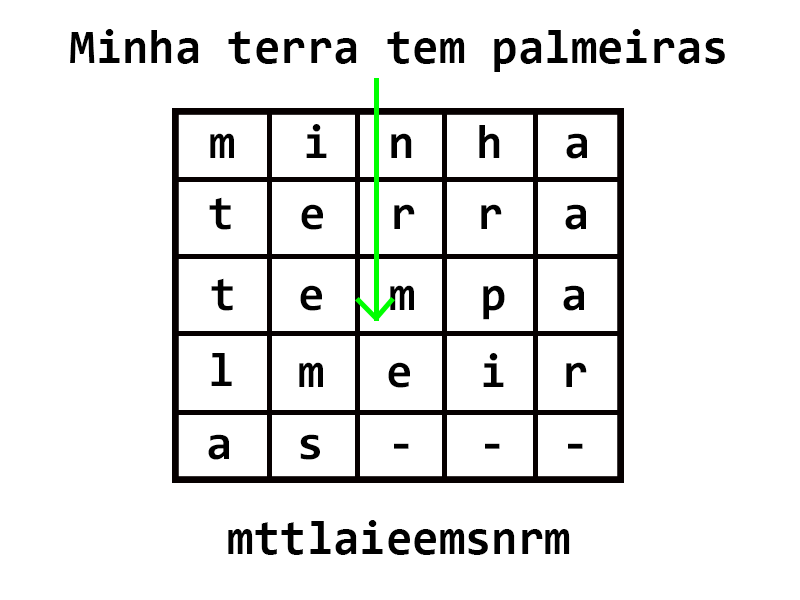 Minha terra tem palmeiras
m i n h a
t e r r a
t e m p a
l m e i r
a s - - -
mttlaieemsnrm